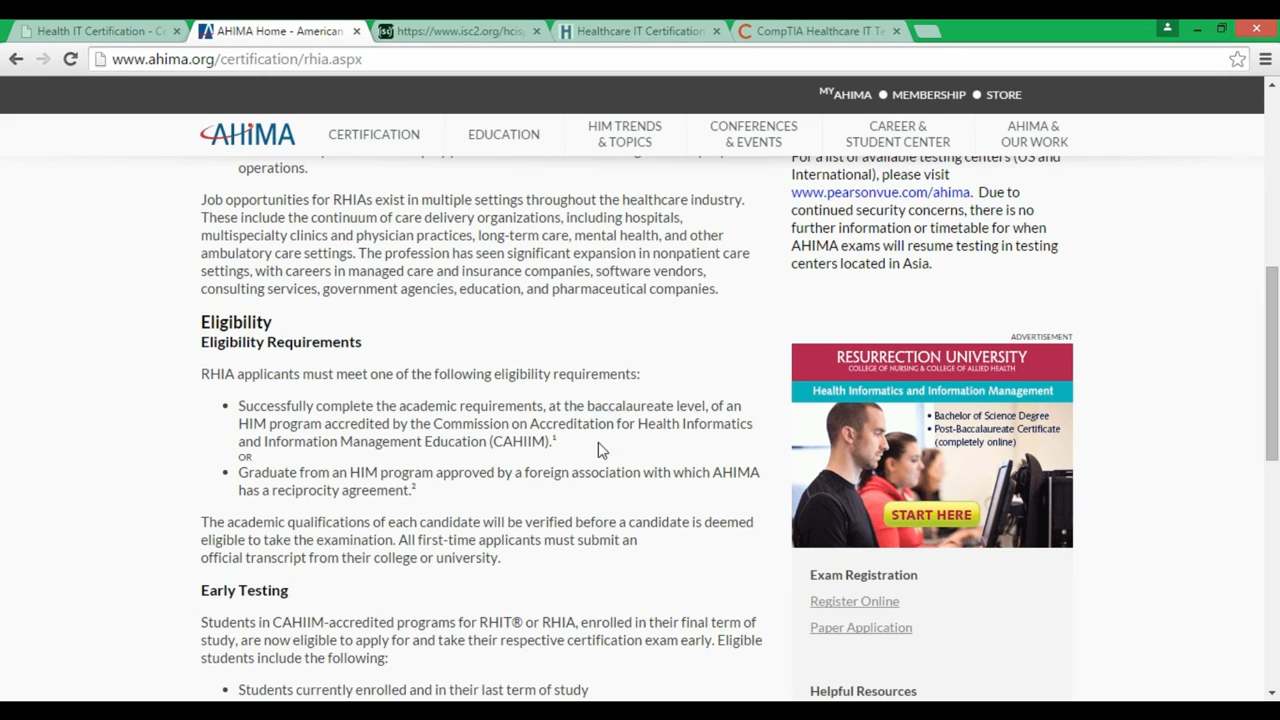 Health IT Certification - C
AHIMA Home - American
https://www.isc2.org/hcis
Healthcare IT Certification
CompTIA Healthcare IT Te
www.ahima.org/certification/rhia.aspx
MYAHIMA MEMBERSHIP STORE
AHIMA
CERTIFICATION
EDUCATION
HIM TRENDS
& TOPICS
CONFERENCES
& EVENTS
CAREER &
STUDENT CENTER
AHIMA &
OUR WORK
operations.
Job opportunities for RHIAs exist in multiple settings throughout the healthcare industry.
These include the continuum of care delivery organizations, including hospitals,
multispecialty clinics and physician practices, long-term care, mental health, and other
ambulatory care settings. The profession has seen significant expansion in nonpatient care
settings, with careers in managed care and insurance companies, software vendors,
consulting services, government agencies, education, and pharmaceutical companies.
Eligibility
Eligibility Requirements
RHIA applicants must meet one of the following eligibility requirements:
• Successfully complete the academic requirements, at the baccalaureate level, of an
HIM program accredited by the Commission on Accreditation for Health Informatics
and Information Management Education (CAHIIM).¹
OR
• Graduate from an HIM program approved by a foreign association with which AHIMA
has a reciprocity agreement.²
The academic qualifications of each candidate will be verified before a candidate is deemed
eligible to take the examination. All first-time applicants must submit an
official transcript from their college or university.
Early Testing
Students in CAHIIM-accredited programs for RHIT® or RHIA, enrolled in their final term of
study, are now eligible to apply for and take their respective certification exam early. Eligible
students include the following:
• Students currently enrolled and in their last term of study
For a list of available testing centers (US and
International), please visit
www.pearsonvue.com/ahima. Due to
continued security concerns, there is no
further information or timetable for when
AHIMA exams will resume testing in testing
centers located in Asia.
ADVERTISEMENT
RESURRECTION UNIVERSITY
COLLEGE OF NURSING & COLLEGE OF ALLIED HEALTH
Health Informatics and Information Management
• Bachelor of Science Degree
• Post-Baccalaureate Certificate
(completely online)
START HERE
Exam Registration
Register Online
Paper Application
Helpful Resources